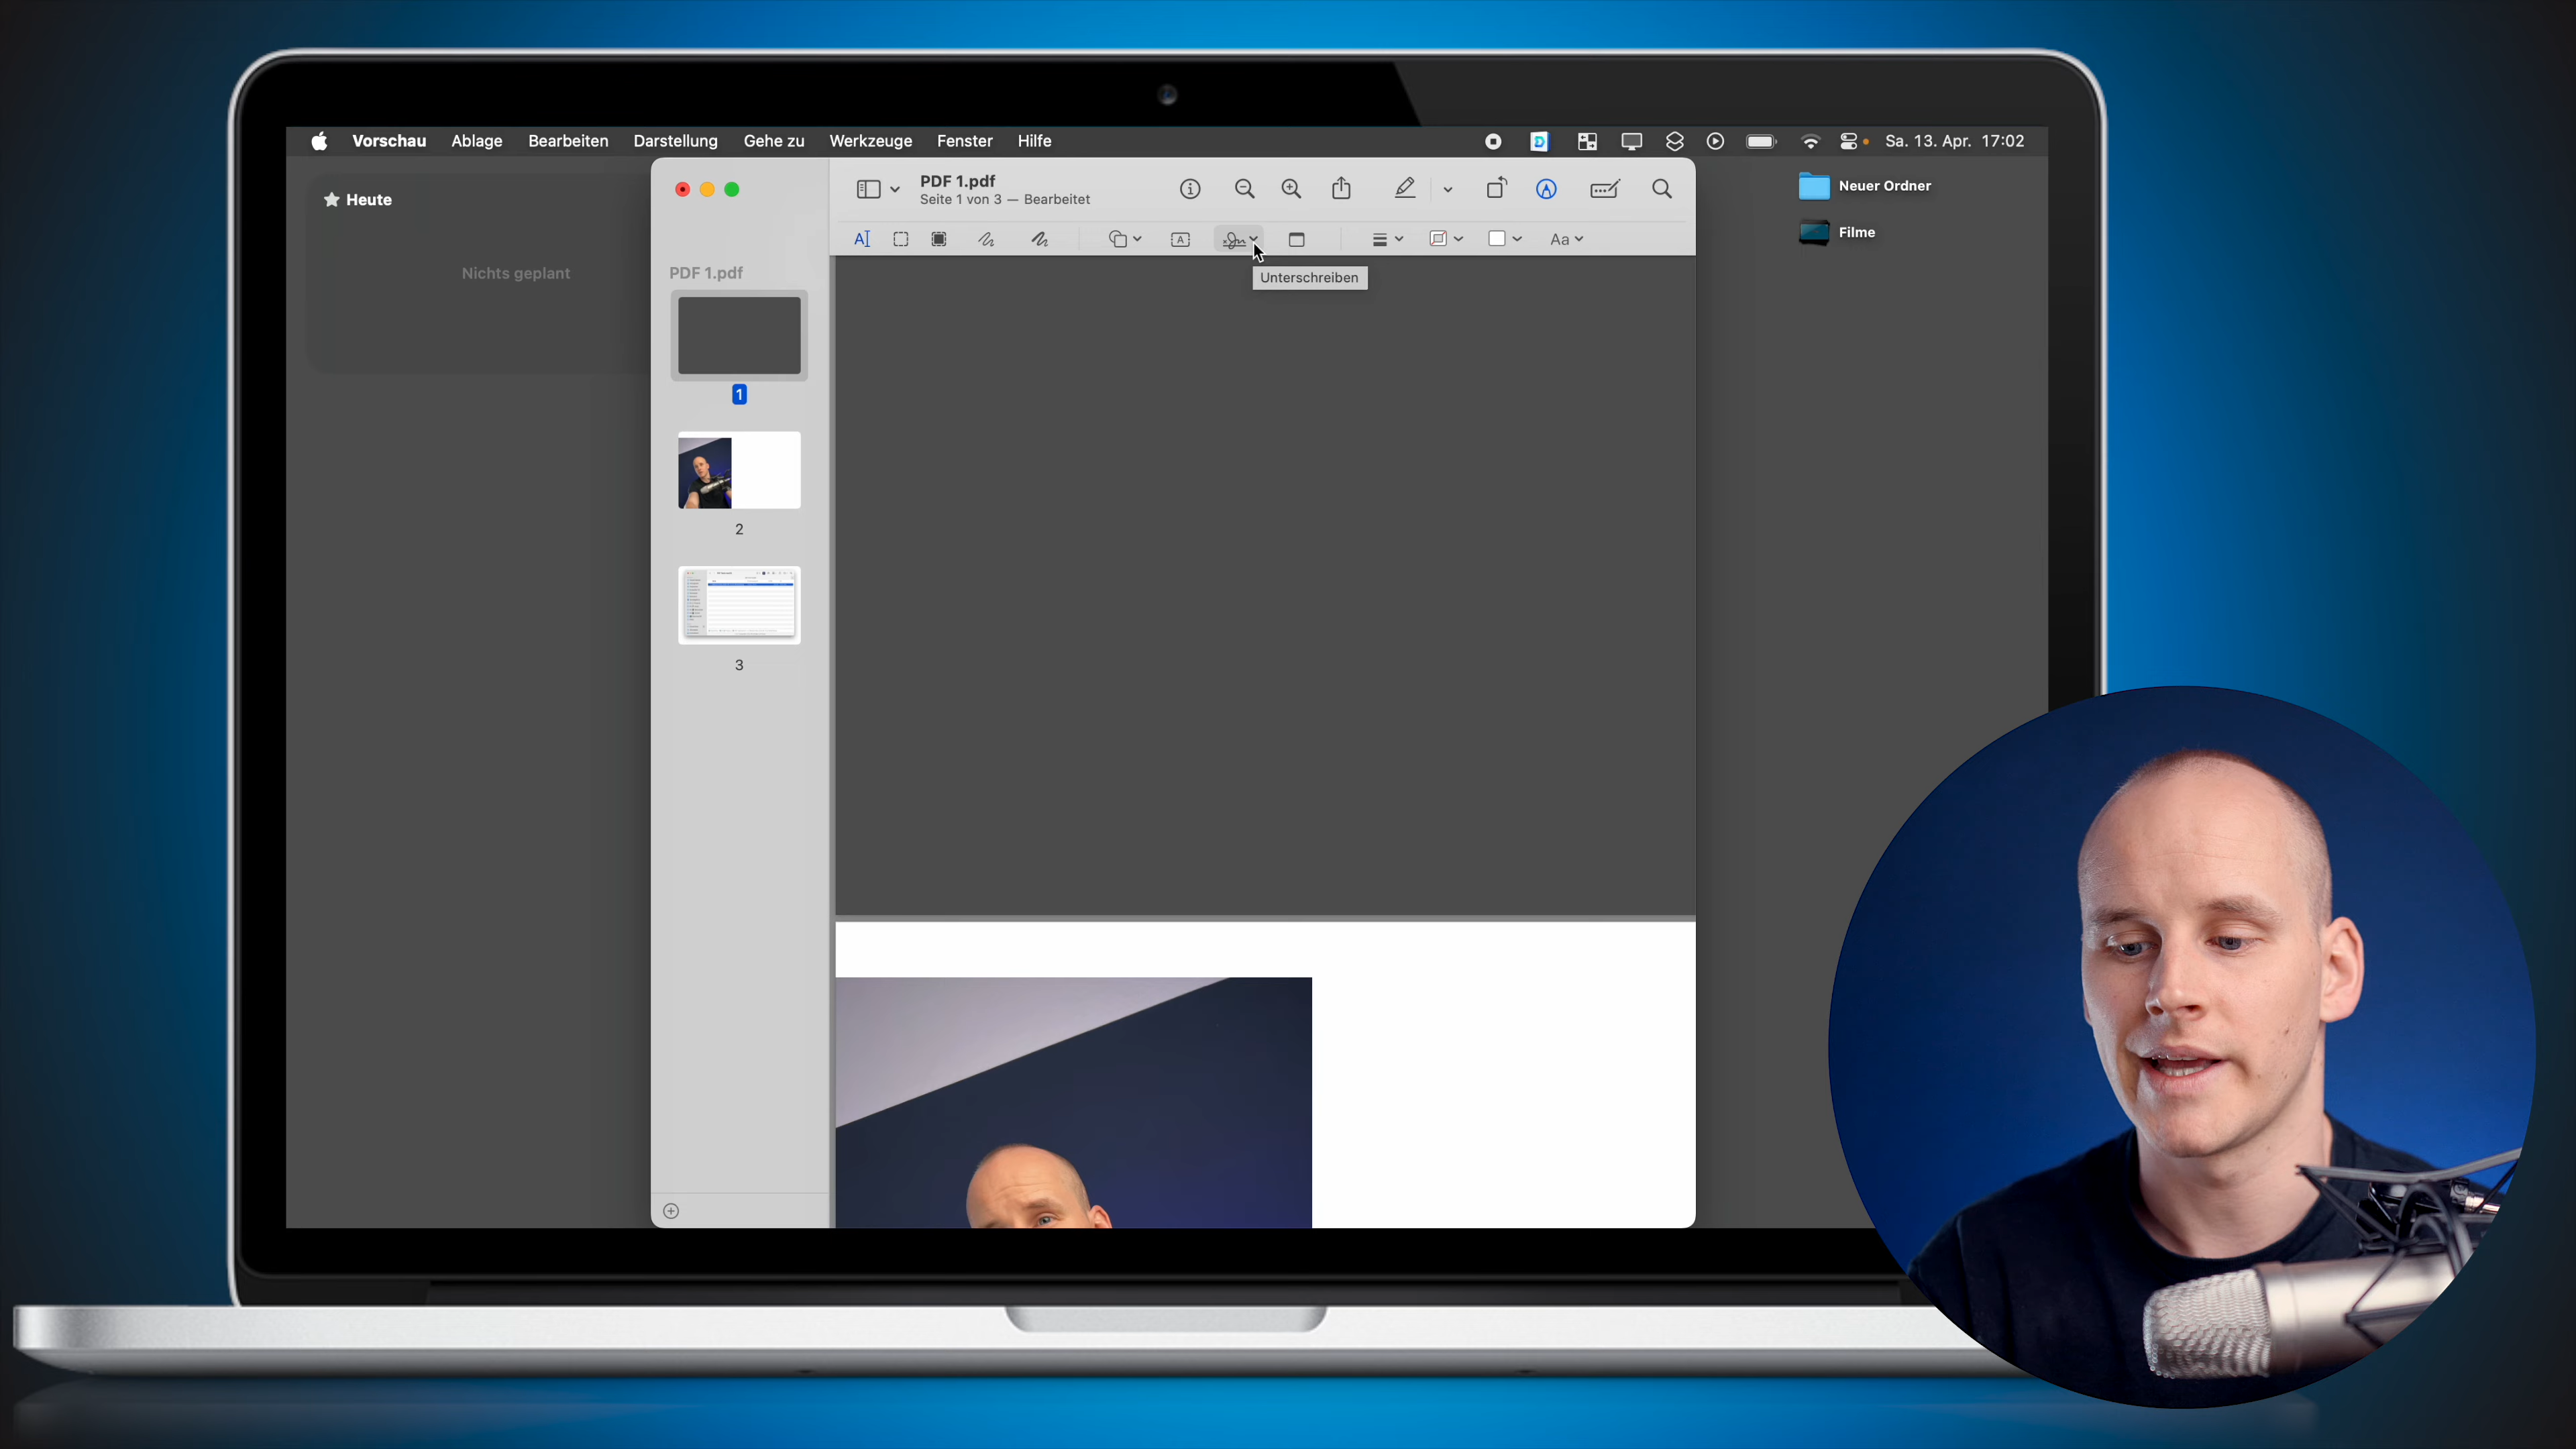 Vorschau Ablage Bearbeiten Darstellung Gehe zu Werkzeuge Fenster Hilfe
Sa. 13. Apr. 17:02
Heute
Nichts geplant
PDF 1.pdf
Seite 1 von 3 — Bearbeitet
A
Aa
Unterschreiben
PDF 1.pdf
1
2
3
Neuer Ordner
Filme